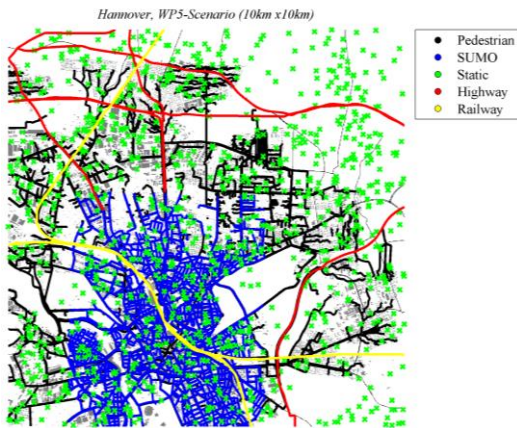 Hannover, WP5-Scenario (10km x10km)
Pedestrian
SUMO
Static
Highway
Railway